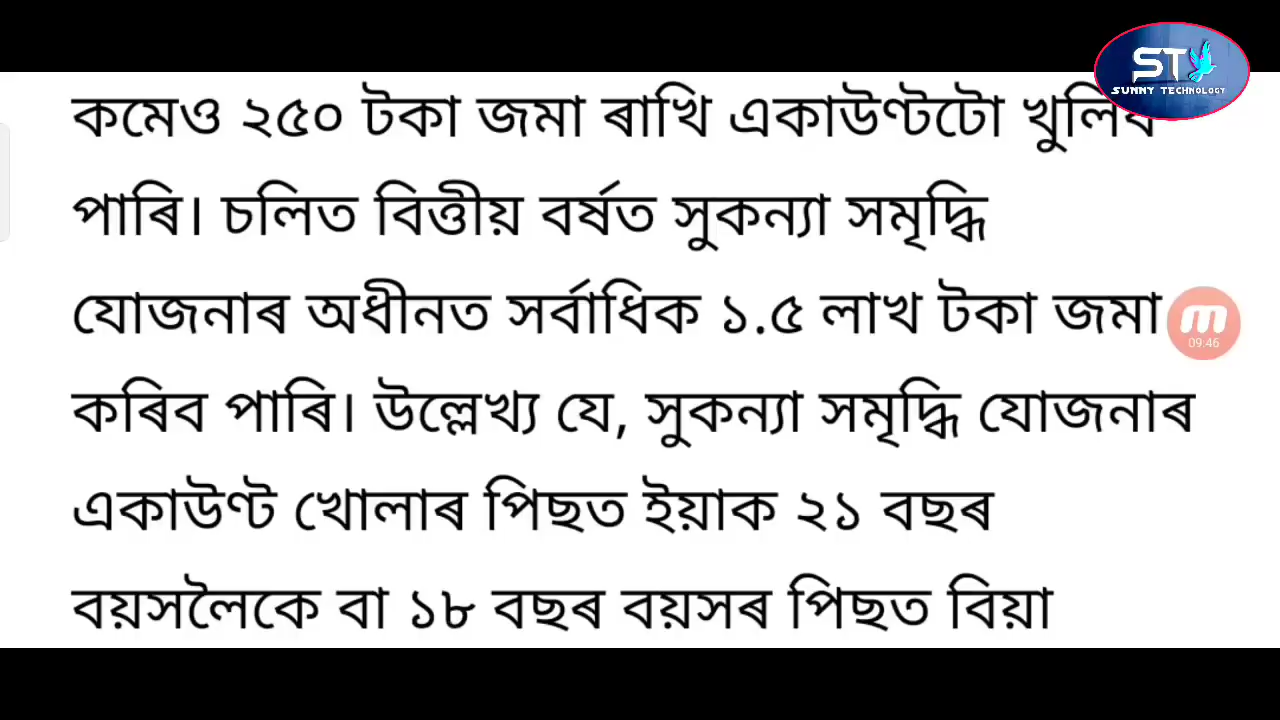 ST
SUNNY TECHNOLOGY
কমেও ২৫০ টকা জমা ৰাখি একাউণ্টটো
পাৰি। চলিত বিত্তীয় বৰ্ষত সুকন্যা সমৃদ্ধি
যোজনাৰ অধীনত সৰ্বাধিক ১.৫ লাখ টকা জমা
09:46
কৰিব পাৰি। উল্লেখ্য যে, সুকন্যা সমৃদ্ধি যোজনাৰ
একাউণ্ট খোলাৰ পিছত ইয়াক ২১ বছৰ
বয়সলৈকে বা ১৮ বছৰ বয়সৰ পিছত বিয়া